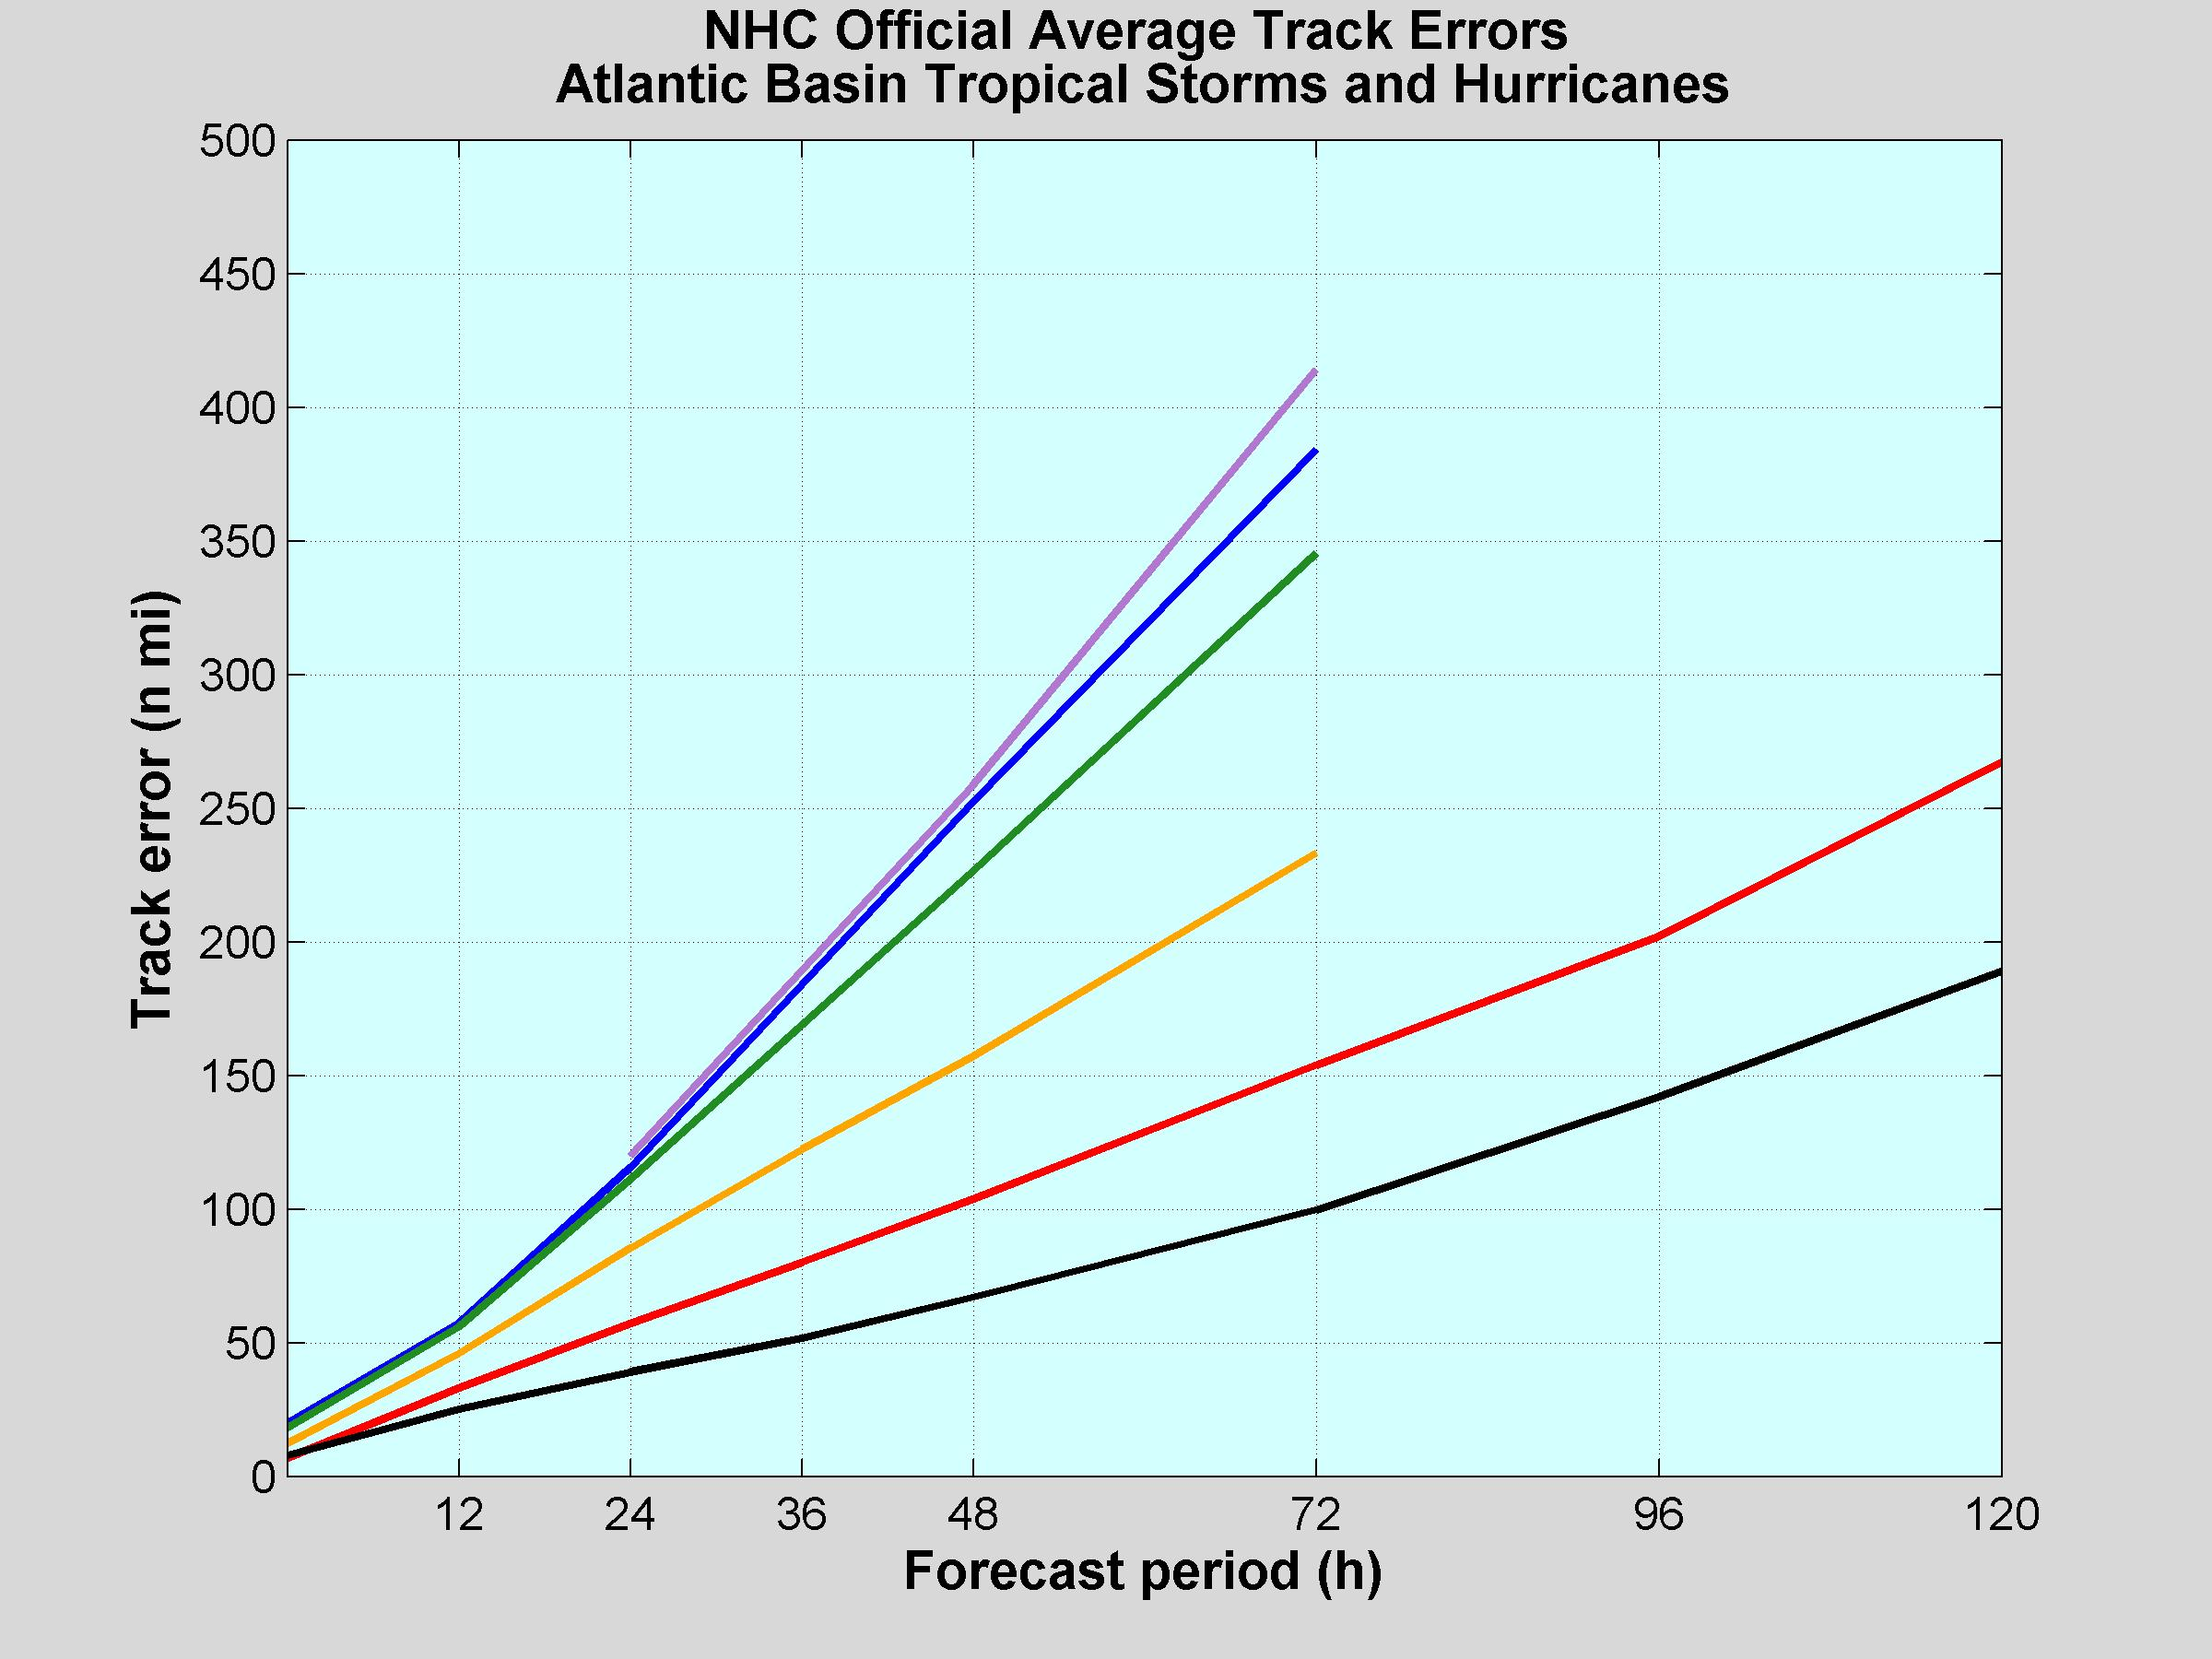 NHC Official Average Track Errors
Atlantic Basin Tropical Storms and Hurricanes
500
450
400
350
300
250
200
150
100
50
0
Track error (n mi)
12 24 36 48 72 96 120
Forecast period (h)